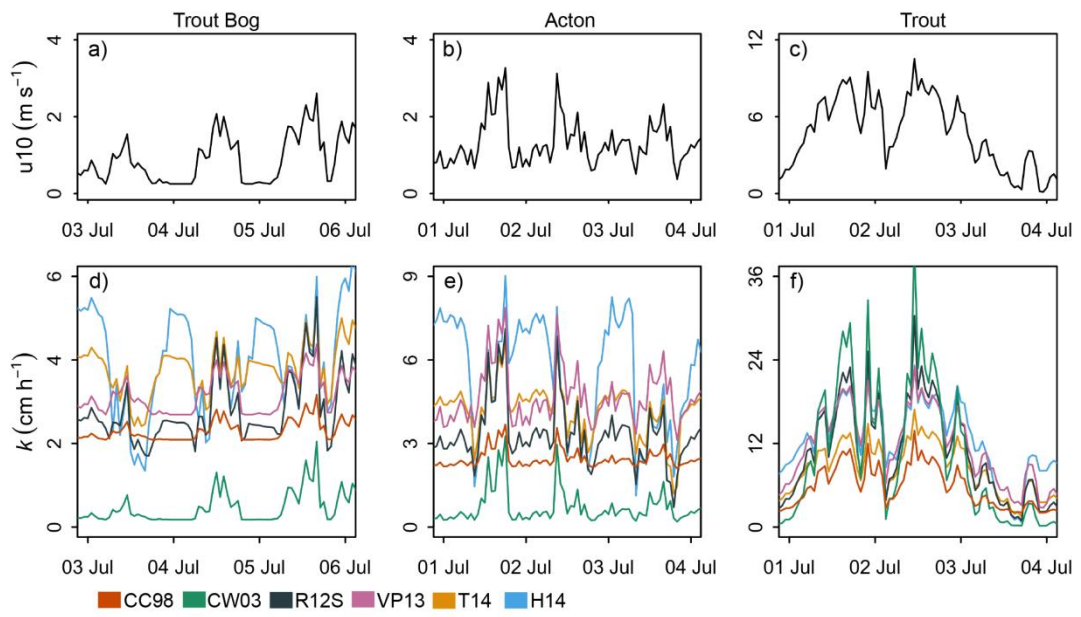 Trout Bog Acton Trout
a) b) c)
u10 (m s⁻¹)
4 4 12
2 2 6
0 0 0
03 Jul 04 Jul 05 Jul 06 Jul 01 Jul 02 Jul 03 Jul 04 Jul 01 Jul 02 Jul 03 Jul 04 Jul
d) e) f)
k (cm h⁻¹)
6 9 36
4 6 24
2 3 12
0 0 0
03 Jul 04 Jul 05 Jul 06 Jul 01 Jul 02 Jul 03 Jul 04 Jul 01 Jul 02 Jul 03 Jul 04 Jul
CC98 CW03 R12S VP13 T14 H14